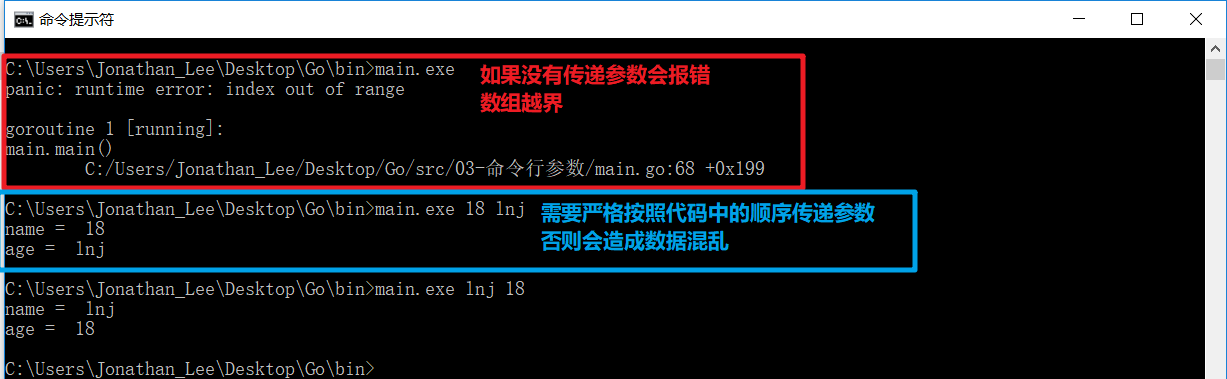 命令提示符
C:\Users\Jonathan_Lee\Desktop\Go\bin>main.exe
如果没有传递参数会报错
panic: runtime error: index out of range
数组越界
goroutine 1 [running]:
main.main()
C:/Users/Jonathan_Lee/Desktop/Go/src/03-命令行参数/main.go:68 +0x199
C:\Users\Jonathan_Lee\Desktop\Go\bin>main.exe 18 lnj
需要严格按照代码中的顺序传递参数
name =  18
否则会造成数据混乱
age =  lnj
C:\Users\Jonathan_Lee\Desktop\Go\bin>main.exe lnj 18
name =  lnj
age =  18
C:\Users\Jonathan_Lee\Desktop\Go\bin>